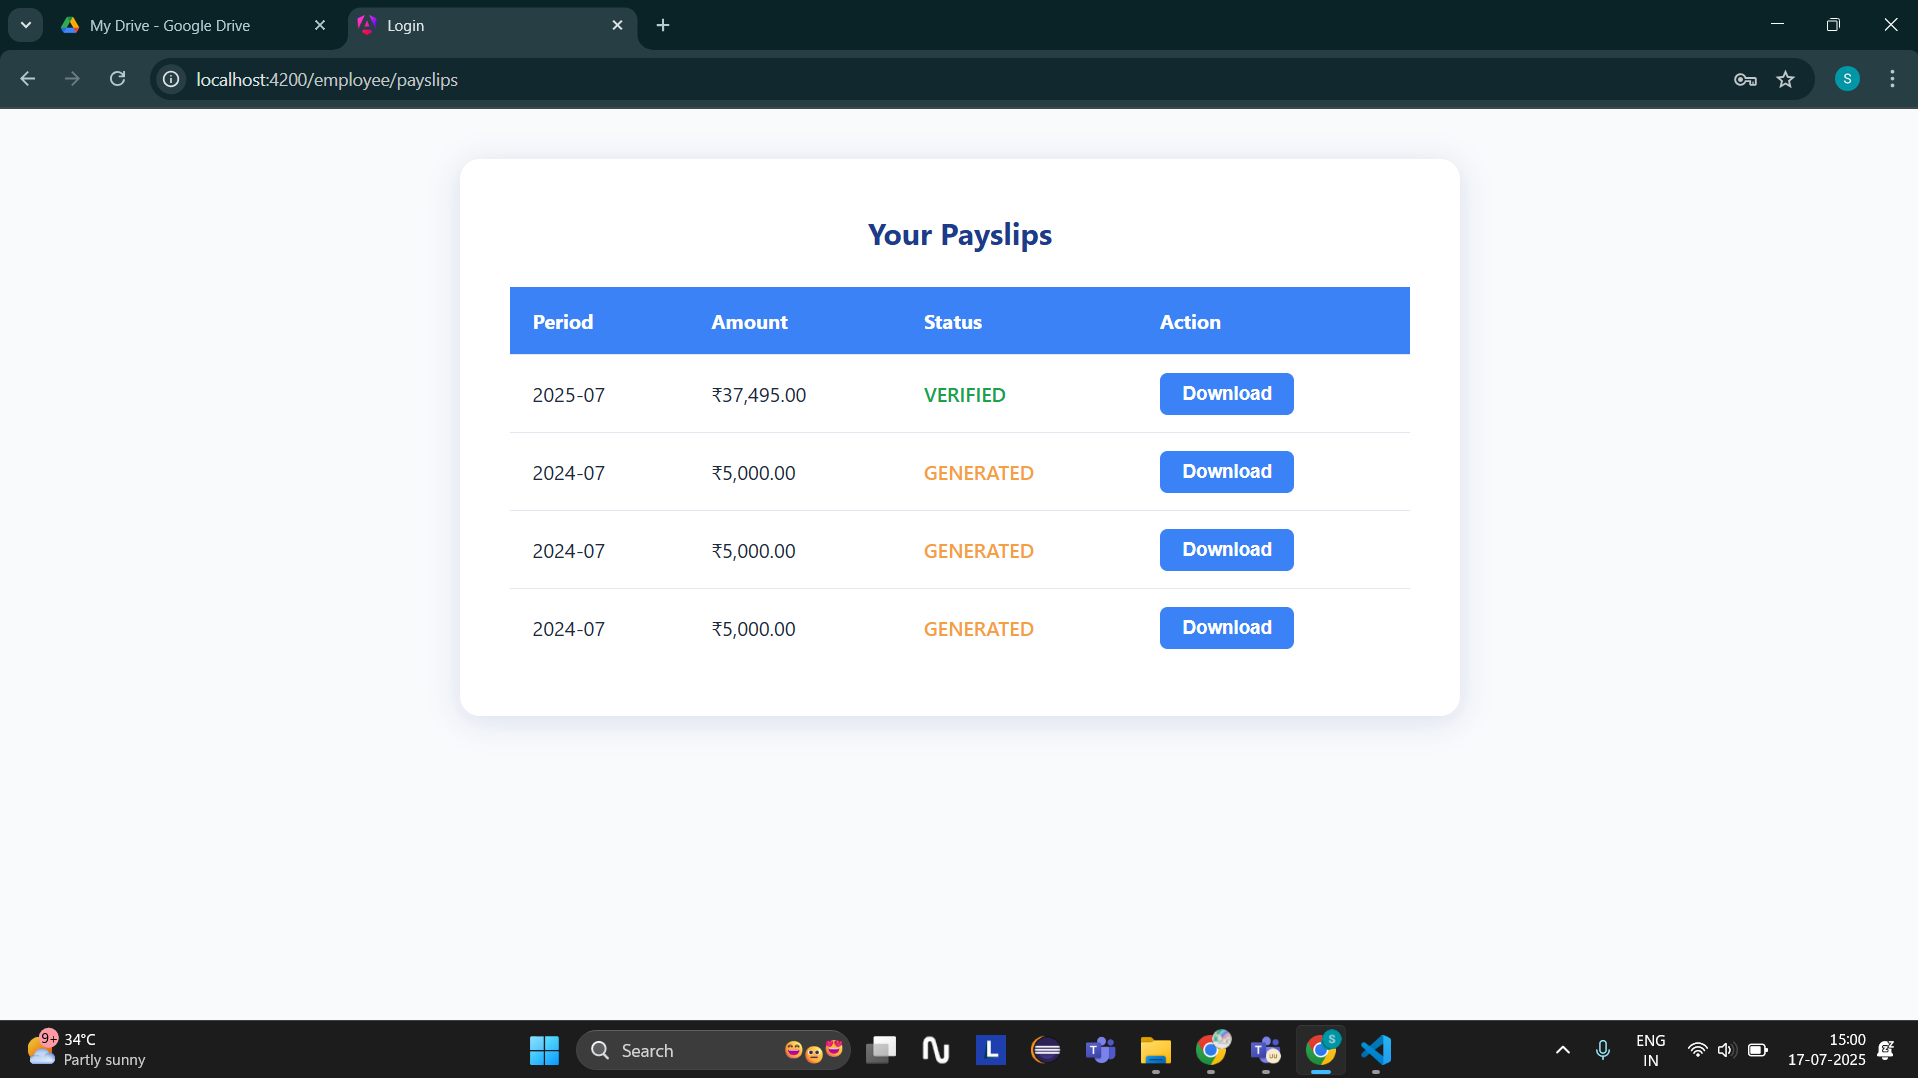 My Drive - Google Drive
Login
localhost:4200/employee/payslips
S
Your Payslips
Period Amount Status Action
2025-07 ₹37,495.00 VERIFIED Download
2024-07 ₹5,000.00 GENERATED Download
2024-07 ₹5,000.00 GENERATED Download
2024-07 ₹5,000.00 GENERATED Download
9+ 34°C
Partly sunny
Search
L
T
T
S
ENG
IN
15:00
17-07-2025